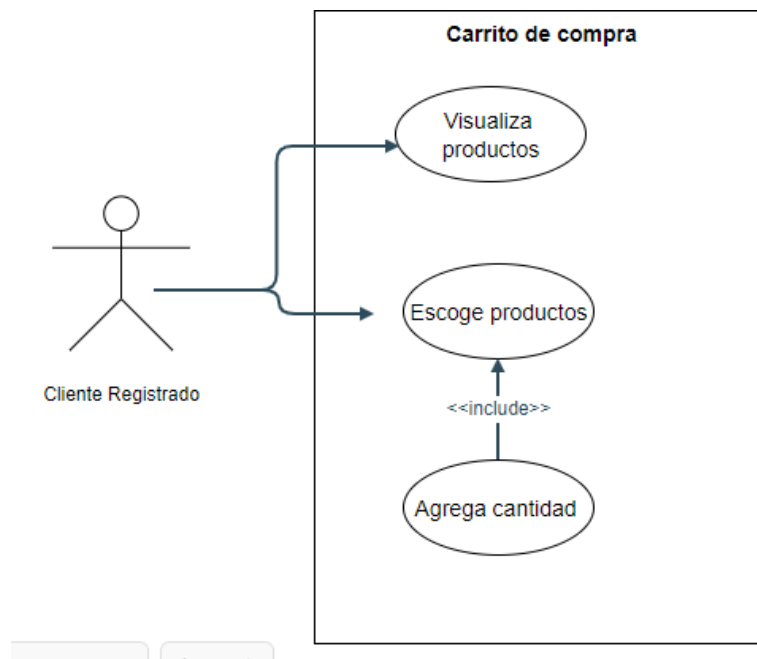 Carrito de compra
Visualiza
productos
Escoge productos
Cliente Registrado
<<include>>
Agrega cantidad